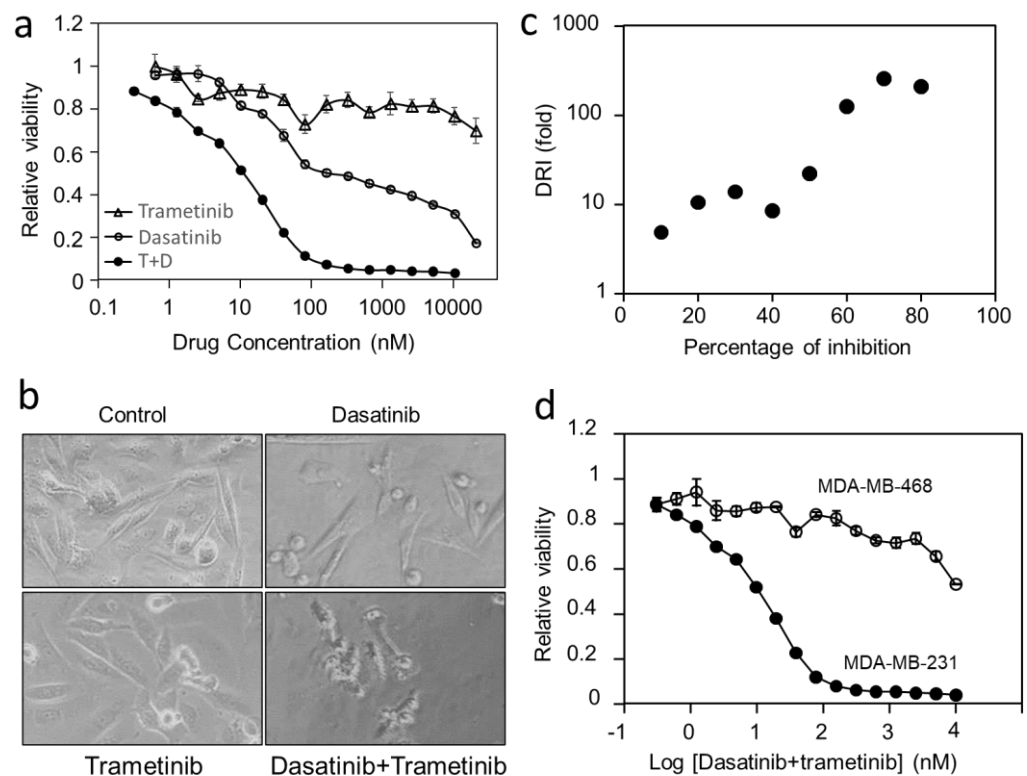 a
1.2
1.0
0.8
0.6
0.4
0.2
0
Relative viability
Trametinib
Dasatinib
T+D
0.1
1
10
100
1000
10000
Drug Concentration (nM)
c
1000
100
10
1
DRI (fold)
0
20
40
60
80
100
Percentage of inhibition
b
Control
Dasatinib
Trametinib
Dasatinib+Trametinib
d
1.2
1
0.8
0.6
0.4
0.2
0
Relative viability
MDA-MB-468
MDA-MB-231
-1
0
1
2
3
4
Log [Dasatinib+trametinib] (nM)